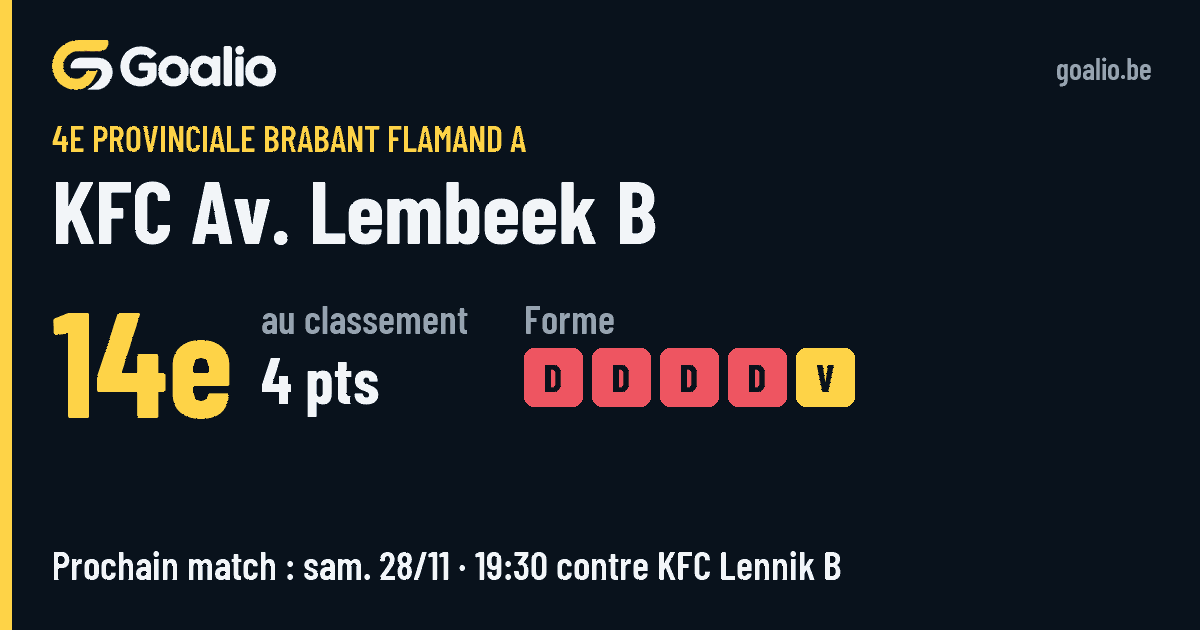 Goalio
goalio.be
4E PROVINCIALE BRABANT FLAMAND A
KFC Av. Lembeek B
14e
au classement
4 pts
Forme
D D D D V
Prochain match : sam. 28/11 · 19:30 contre KFC Lennik B